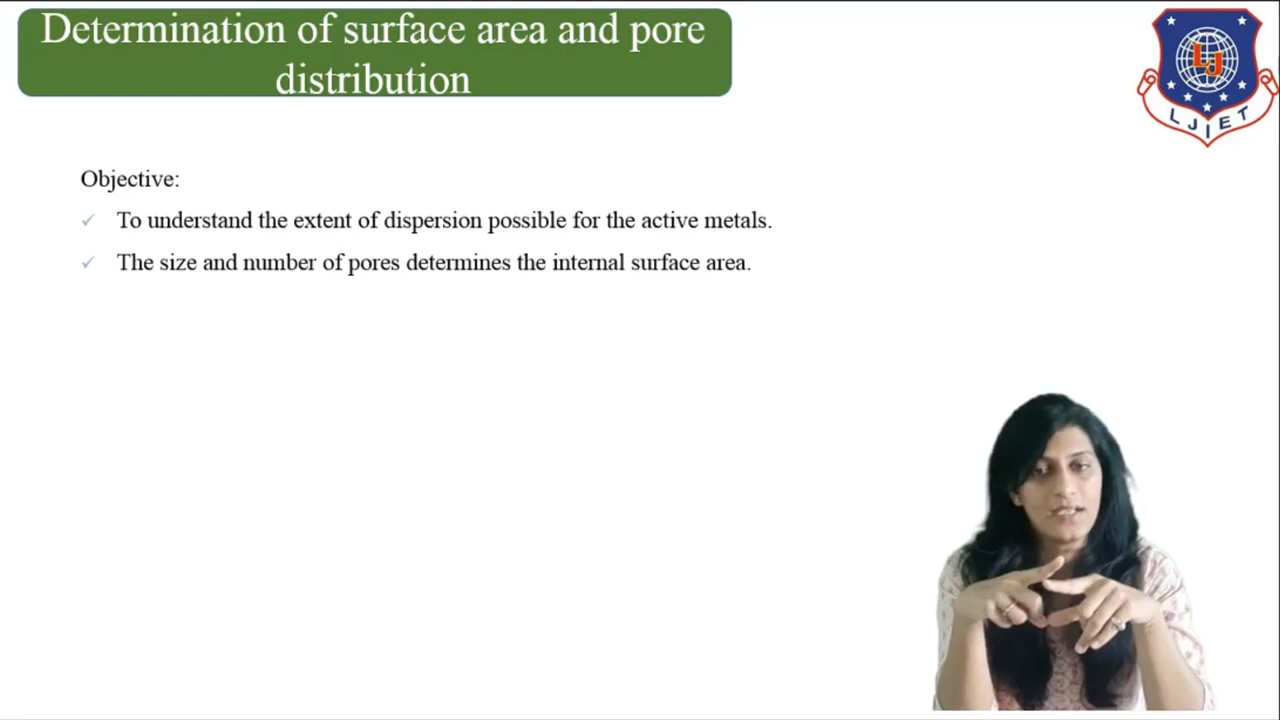 Determination of surface area and pore
distribution
LJ
LJIET
Objective:
✓ To understand the extent of dispersion possible for the active metals.
✓ The size and number of pores determines the internal surface area.